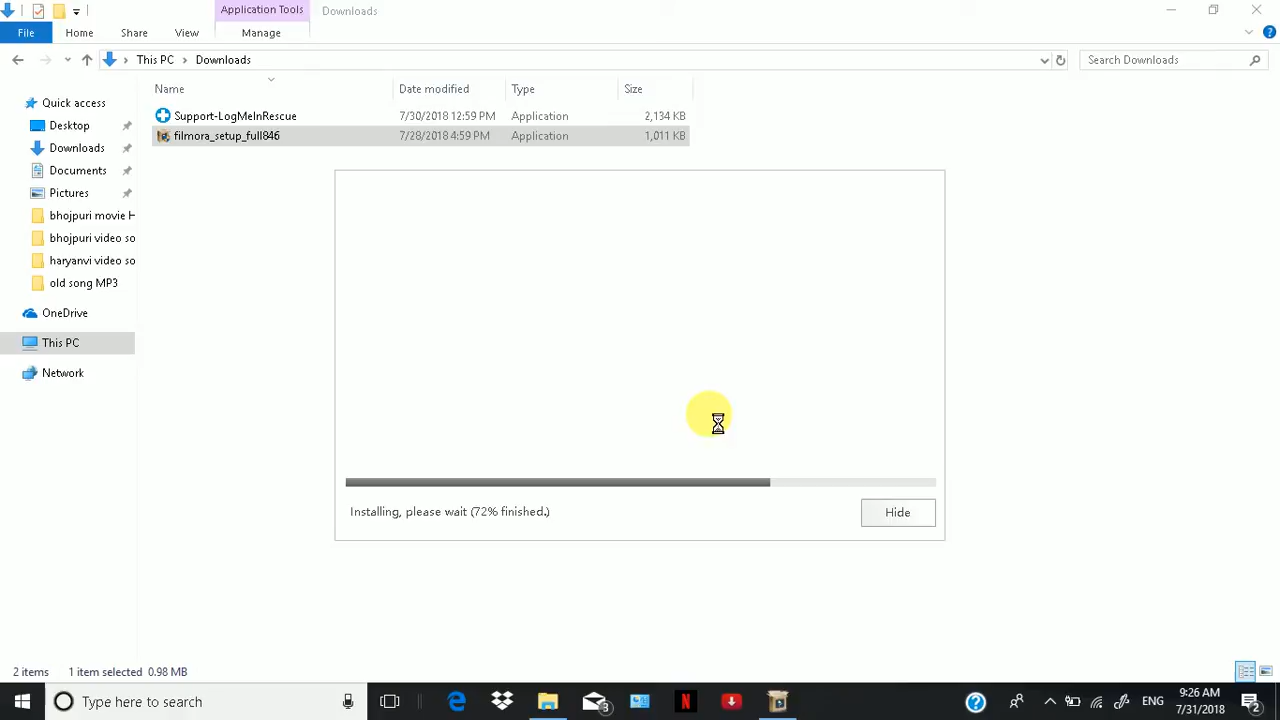 Application Tools
Downloads
File
Home
Share
View
Manage
This PC
Downloads
Search Downloads
Name
Date modified
Type
Size
Quick access
Support-LogMeInRescue
7/30/2018 12:59 PM
Application
2,134 KB
Desktop
filmora_setup_full846
7/28/2018 4:59 PM
Application
1,011 KB
Downloads
Documents
Pictures
bhojpuri movie H
bhojpuri video so
haryanvi video so
old song MP3
OneDrive
This PC
Network
Installing, please wait (72% finished.)
Hide
2 items
1 item selected 0.98 MB
Type here to search
3
N
ENG
9:26 AM
7/31/2018
2